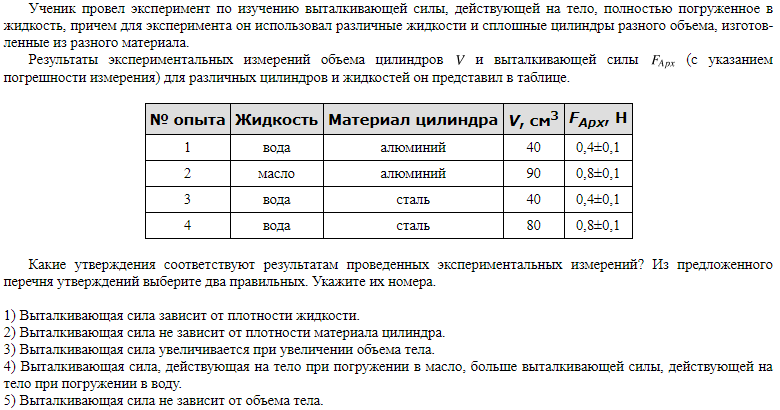 Ученик провел эксперимент по изучению выталкивающей силы, действующей на тело, полностью погруженное в
жидкость, причем для эксперимента он использовал различные жидкости и сплошные цилиндры разного объема, изготов-
ленные из разного материала.
Результаты экспериментальных измерений объема цилиндров V и выталкивающей силы FАрх (с указанием
погрешности измерения) для различных цилиндров и жидкостей он представил в таблице.
№ опыта Жидкость Материал цилиндра V, см³ FАрх, Н
1 вода алюминий 40 0,4±0,1
2 масло алюминий 90 0,8±0,1
3 вода сталь 40 0,4±0,1
4 вода сталь 80 0,8±0,1
Какие утверждения соответствуют результатам проведенных экспериментальных измерений? Из предложенного
перечня утверждений выберите два правильных. Укажите их номера.
1) Выталкивающая сила зависит от плотности жидкости.
2) Выталкивающая сила не зависит от плотности материала цилиндра.
3) Выталкивающая сила увеличивается при увеличении объема тела.
4) Выталкивающая сила, действующая на тело при погружении в масло, больше выталкивающей силы, действующей на
тело при погружении в воду.
5) Выталкивающая сила не зависит от объема тела.